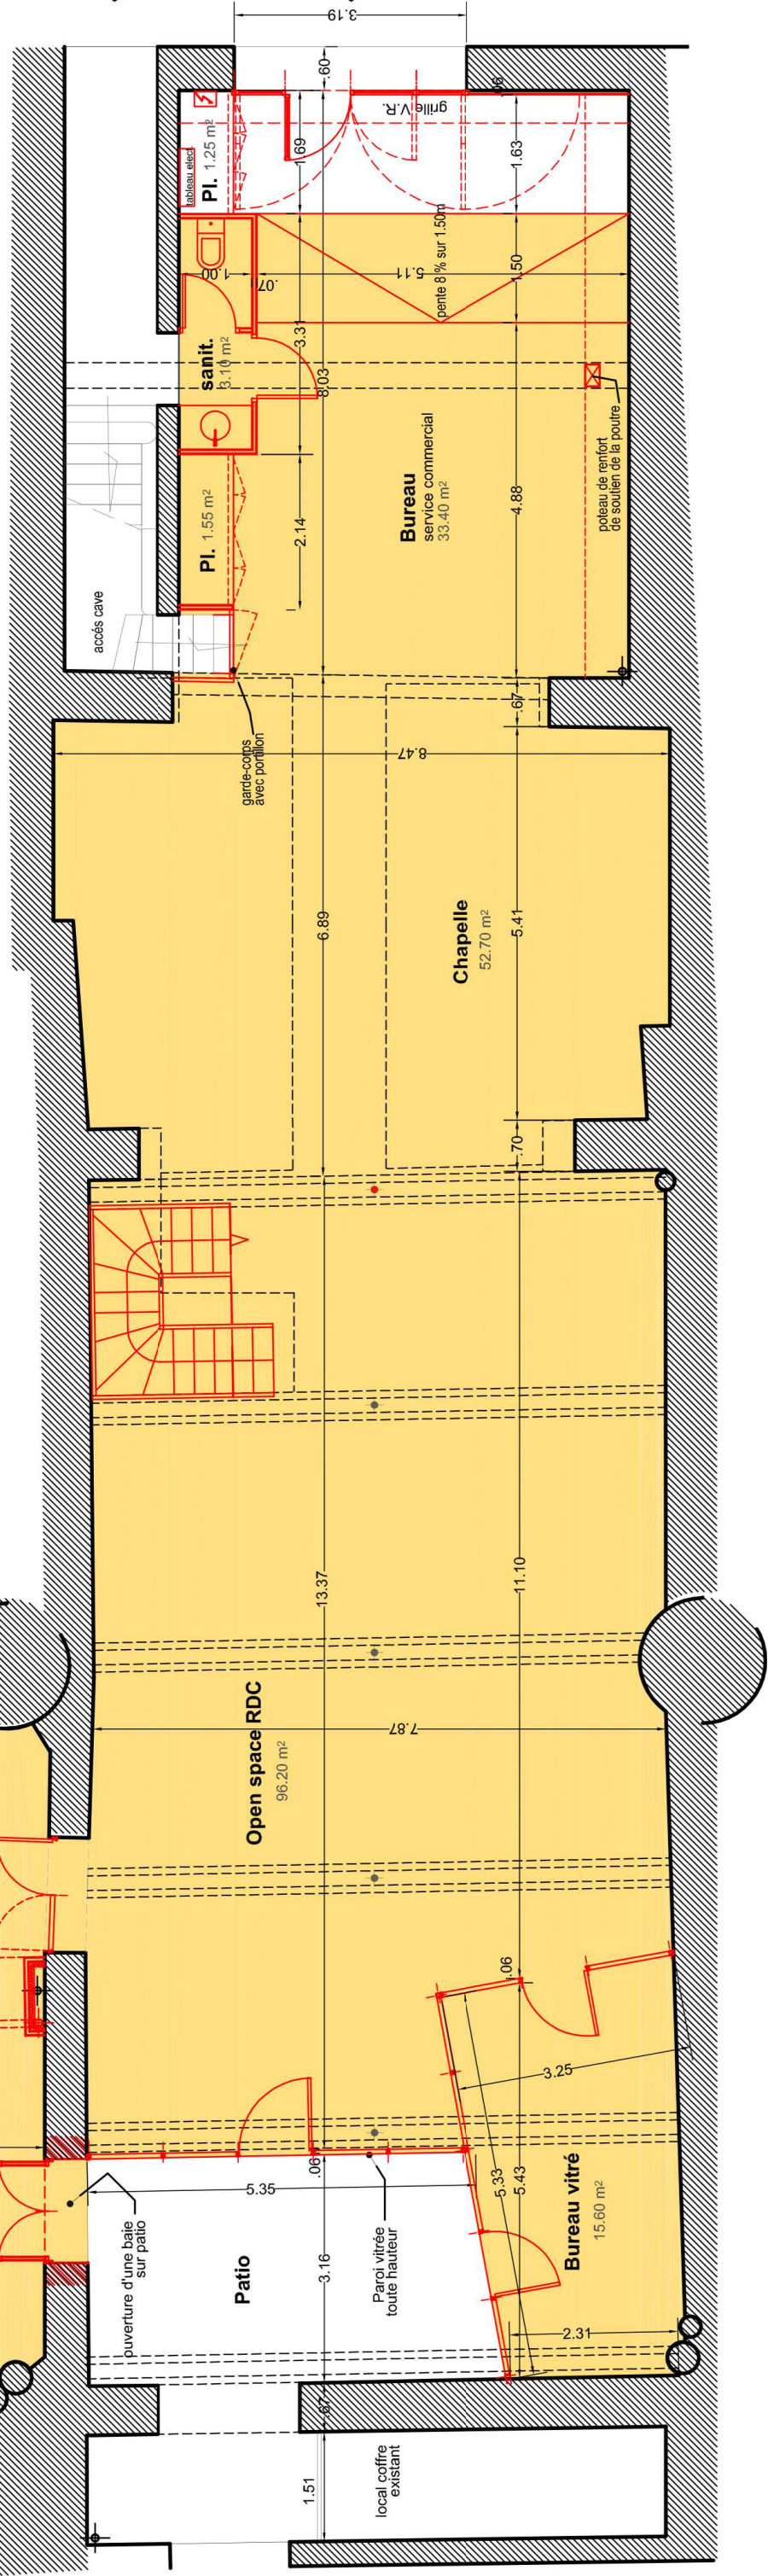 3.19
.60
.06
grille V.R.
1.69
1.63
tableau elect.
Pl. 1.25 m²
1.00
.07
5.11
pente 8 % sur 1.50m
1.50
3.31
8.03
sanit.
3.10 m²
Bureau
service commercial
33.40 m²
4.88
poteau de renfort
de soutien de la poutre
Pl. 1.55 m²
2.14
accés cave
garde-corps
avec portillon
.67
8.47
6.89
Chapelle
52.70 m²
5.41
.70
13.37
11.10
Open space RDC
96.20 m²
7.87
.06
3.25
5.33
5.43
.06
5.35
ouverture d'une baie
sur patio
Patio
3.16
Paroi vitrée
toute hauteur
Bureau vitré
15.60 m²
2.31
.67
1.51
local coffre
existant